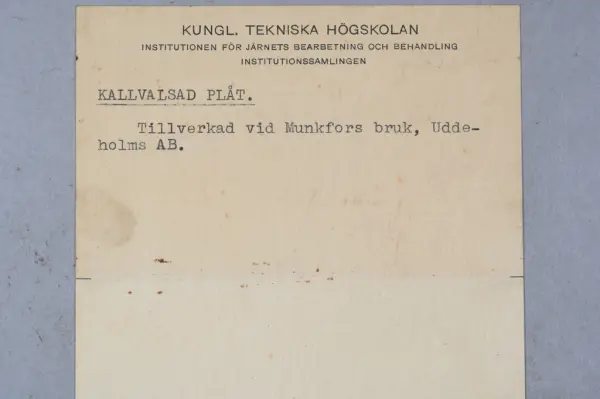 KUNGL. TEKNISKA HÖGSKOLAN
INSTITUTIONEN FÖR JÄRNETS BEARBETNING OCH BEHANDLING
INSTITUTIONSSAMLINGEN
KALLVALSAD PLÅT.
Tillverkad vid Munkfors bruk, Udde-
holms AB.